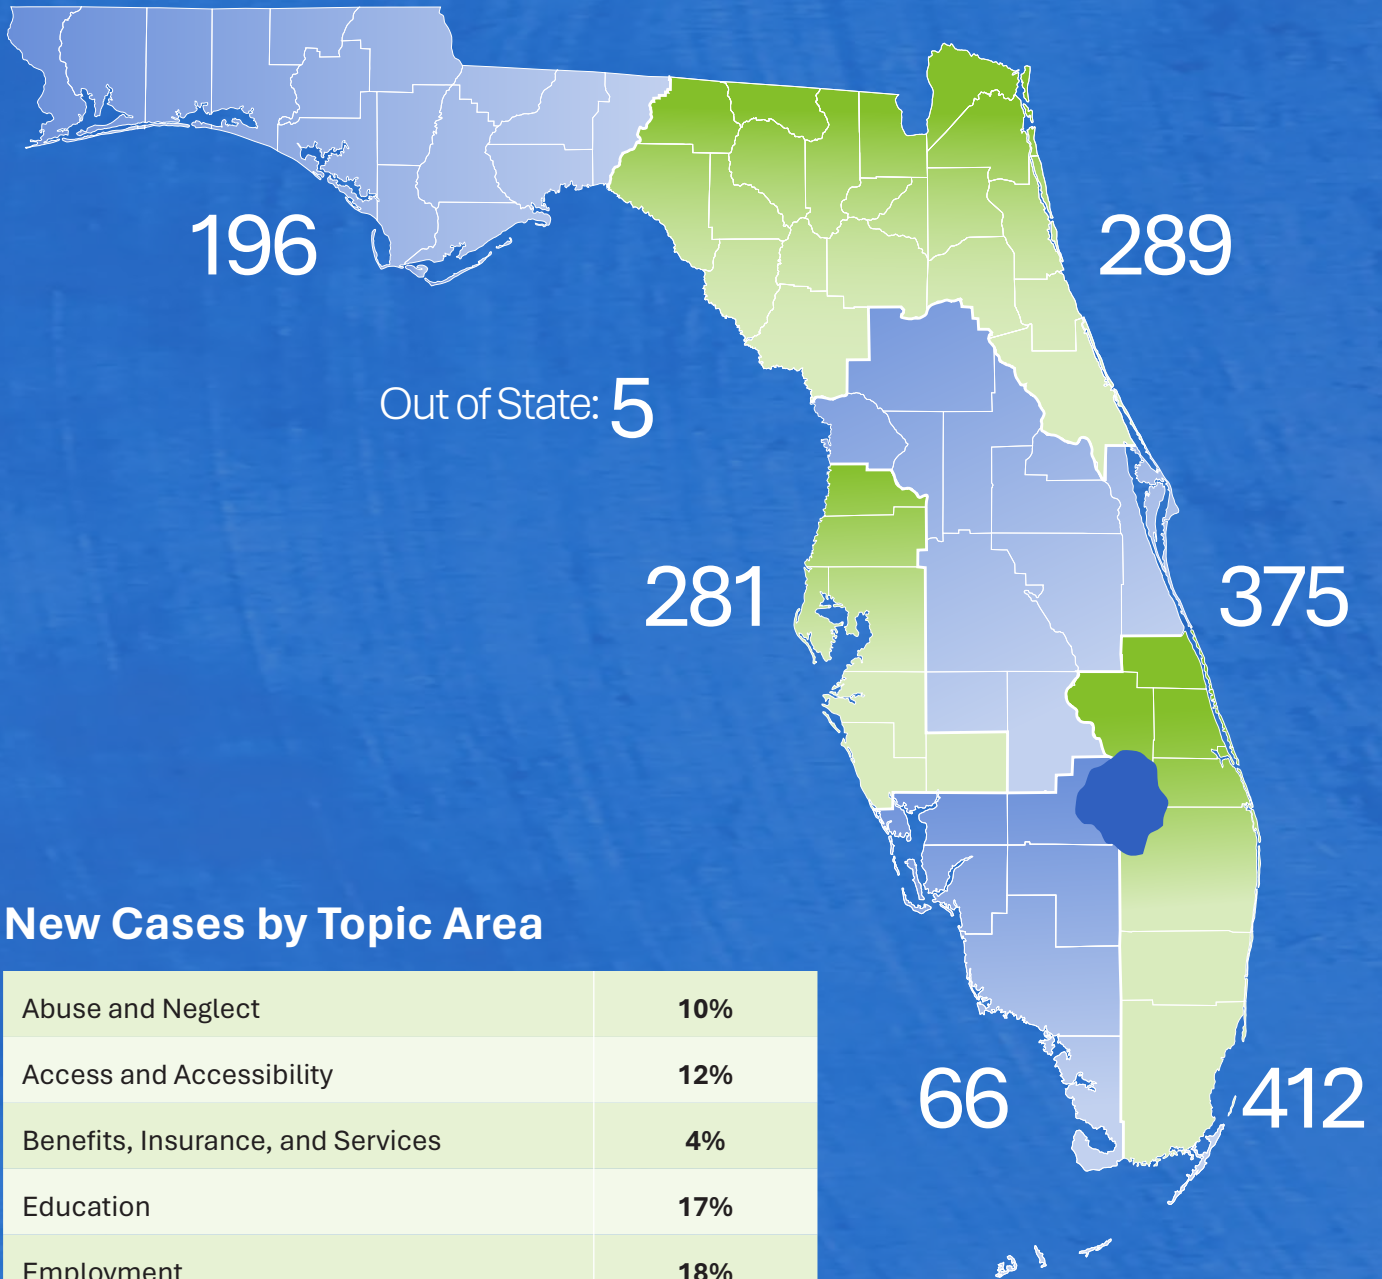 196
289
Out of State: 5
281
375
New Cases by Topic Area
Abuse and Neglect 10%
Access and Accessibility 12%
Benefits, Insurance, and Services 4%
Education 17%
Employment 18%
66
412